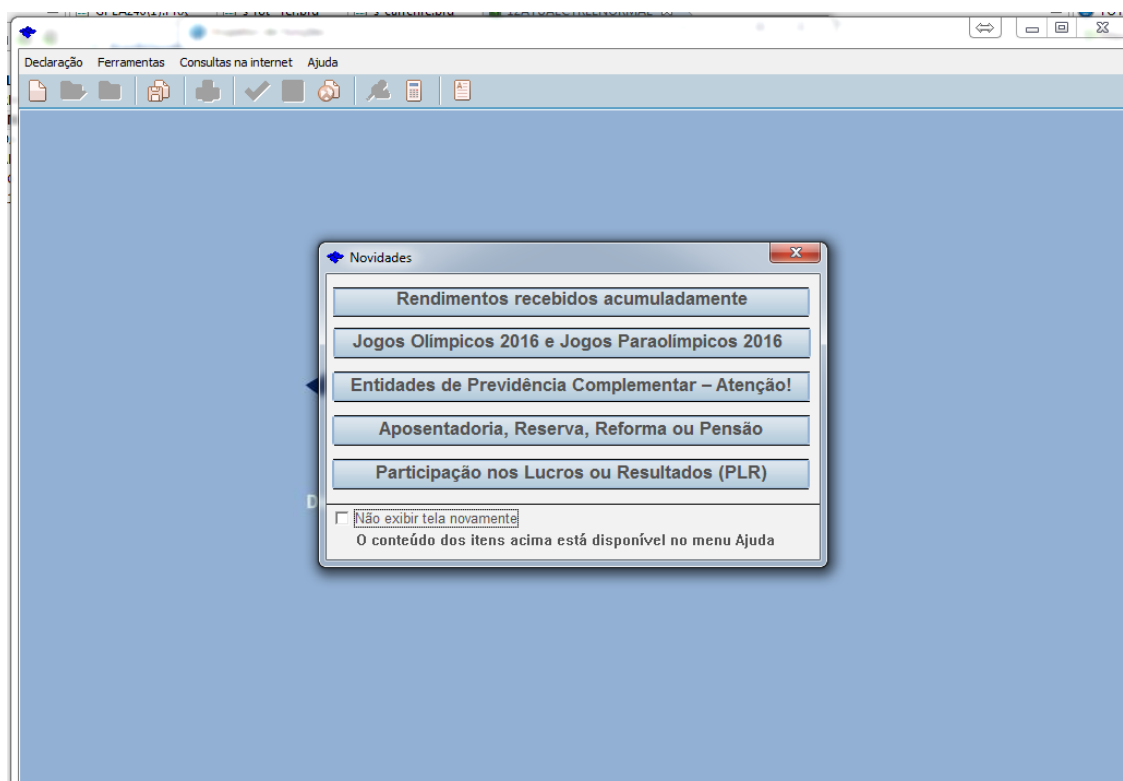 Declaração Ferramentas Consultas na internet Ajuda
Novidades
Rendimentos recebidos acumuladamente
Jogos Olímpicos 2016 e Jogos Paraolímpicos 2016
Entidades de Previdência Complementar – Atenção!
Aposentadoria, Reserva, Reforma ou Pensão
Participação nos Lucros ou Resultados (PLR)
D
Não exibir tela novamente
O conteúdo dos itens acima está disponível no menu Ajuda